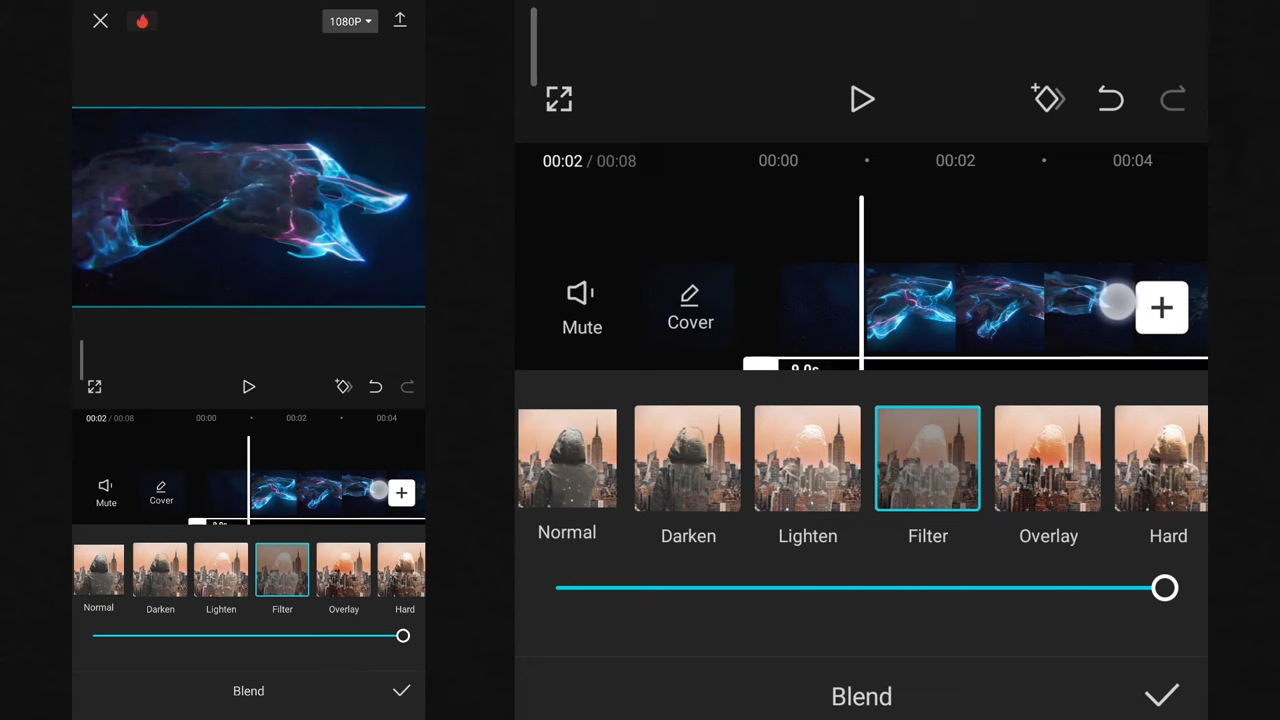 1080P
00:02 / 00:08
00:00
00:02
00:04
Mute
Cover
Normal
Darken
Lighten
Filter
Overlay
Hard
Blend
00:02 / 00:08
00:00
00:02
00:04
Mute
Cover
Normal
Darken
Lighten
Filter
Overlay
Hard
Blend